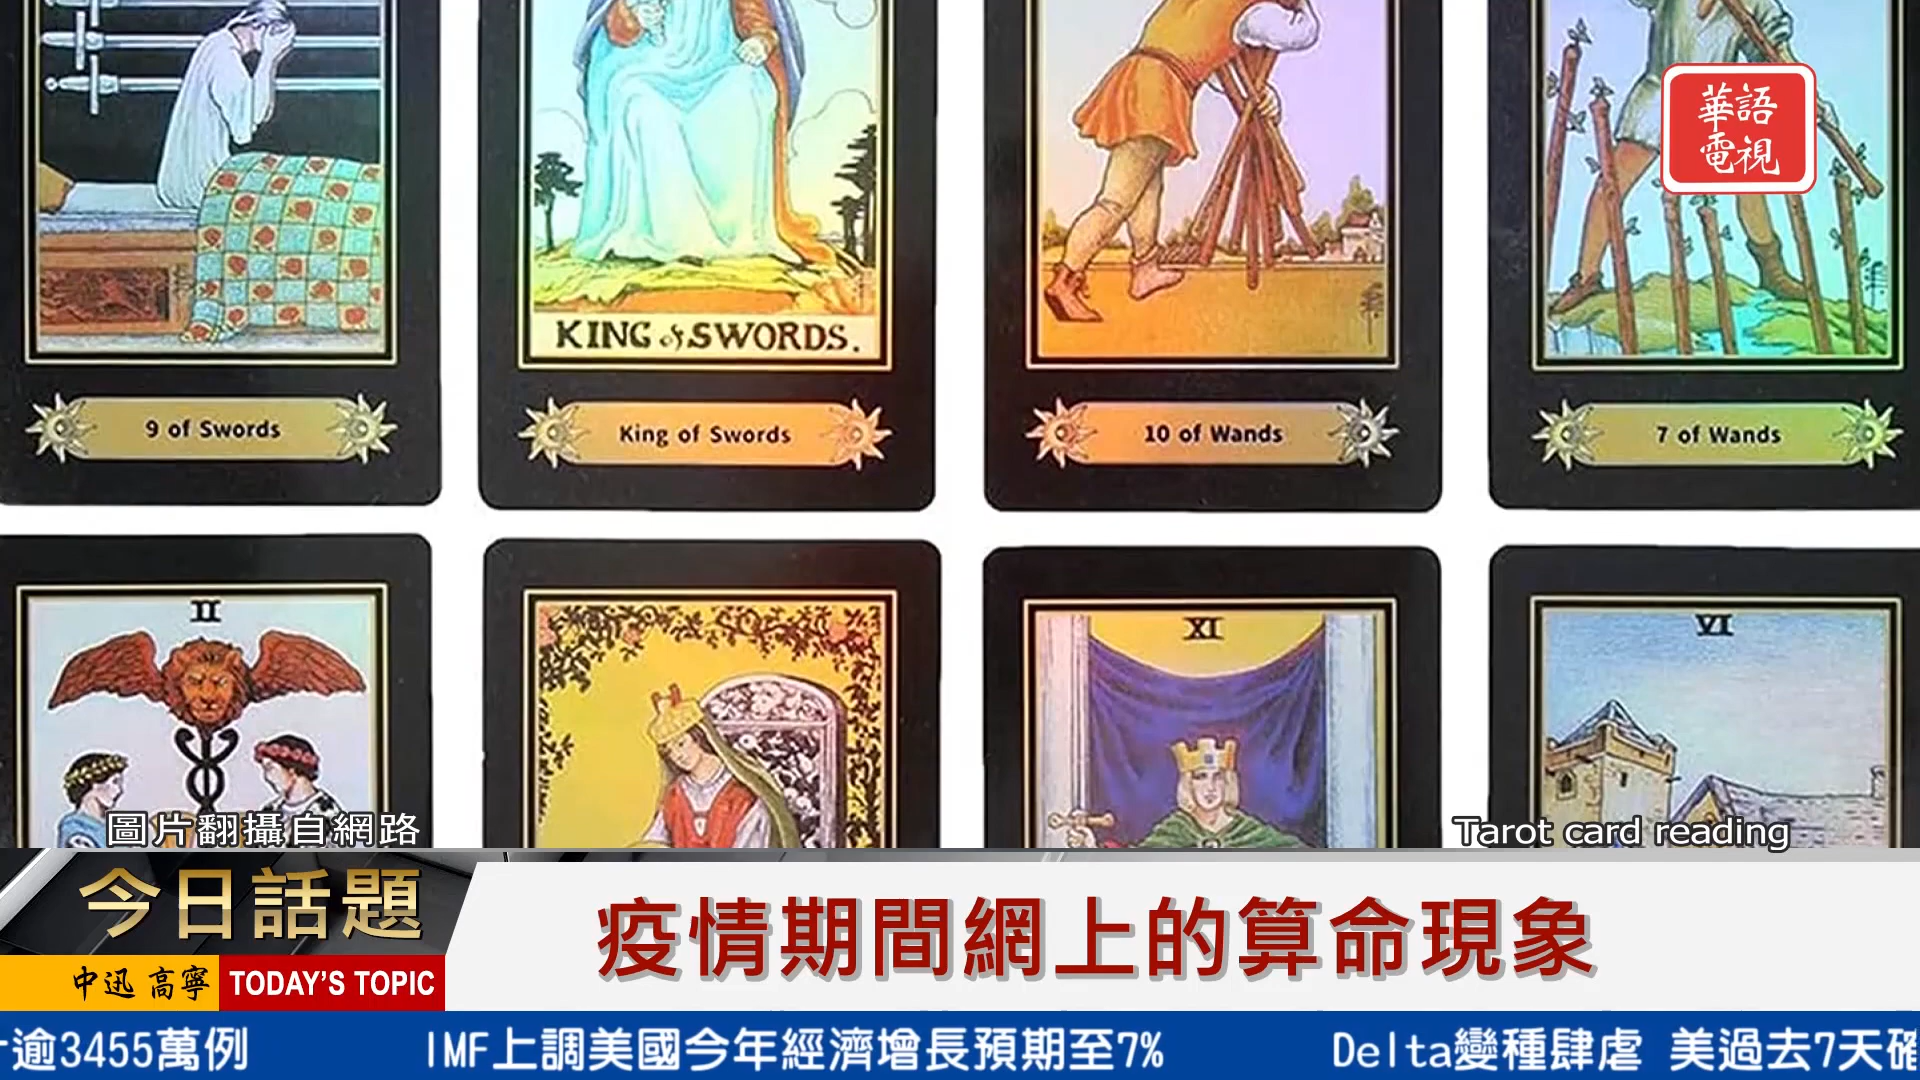 華語
電視
KING of SWORDS.
9 of Swords
King of Swords
10 of Wands
7 of Wands
II
XI
VI
圖片翻攝自網路
Tarot card reading
今日話題
疫情期間網上的算命現象
中迅 高寧
TODAY'S TOPIC
逾3455萬例
IMF上調美國今年經濟增長預期至7%
Delta變種肆虐 美過去7天確